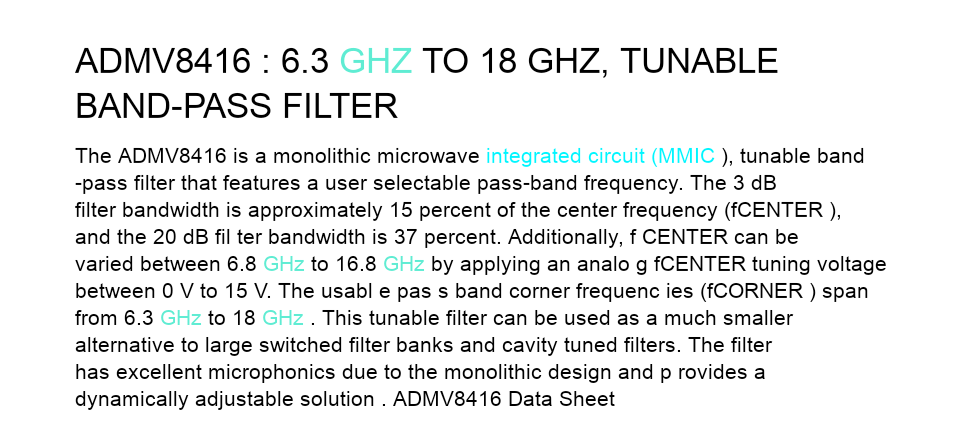 ADMV8416 : 6.3 GHZ TO 18 GHZ, TUNABLE
BAND-PASS FILTER
The ADMV8416 is a monolithic microwave integrated circuit (MMIC ), tunable band
-pass filter that features a user selectable pass-band frequency. The 3 dB
filter bandwidth is approximately 15 percent of the center frequency (fCENTER ),
and the 20 dB fil ter bandwidth is 37 percent. Additionally, f CENTER can be
varied between 6.8 GHz to 16.8 GHz by applying an analo g fCENTER tuning voltage
between 0 V to 15 V. The usabl e pas s band corner frequenc ies (fCORNER ) span
from 6.3 GHz to 18 GHz . This tunable filter can be used as a much smaller
alternative to large switched filter banks and cavity tuned filters. The filter
has excellent microphonics due to the monolithic design and p rovides a
dynamically adjustable solution . ADMV8416 Data Sheet